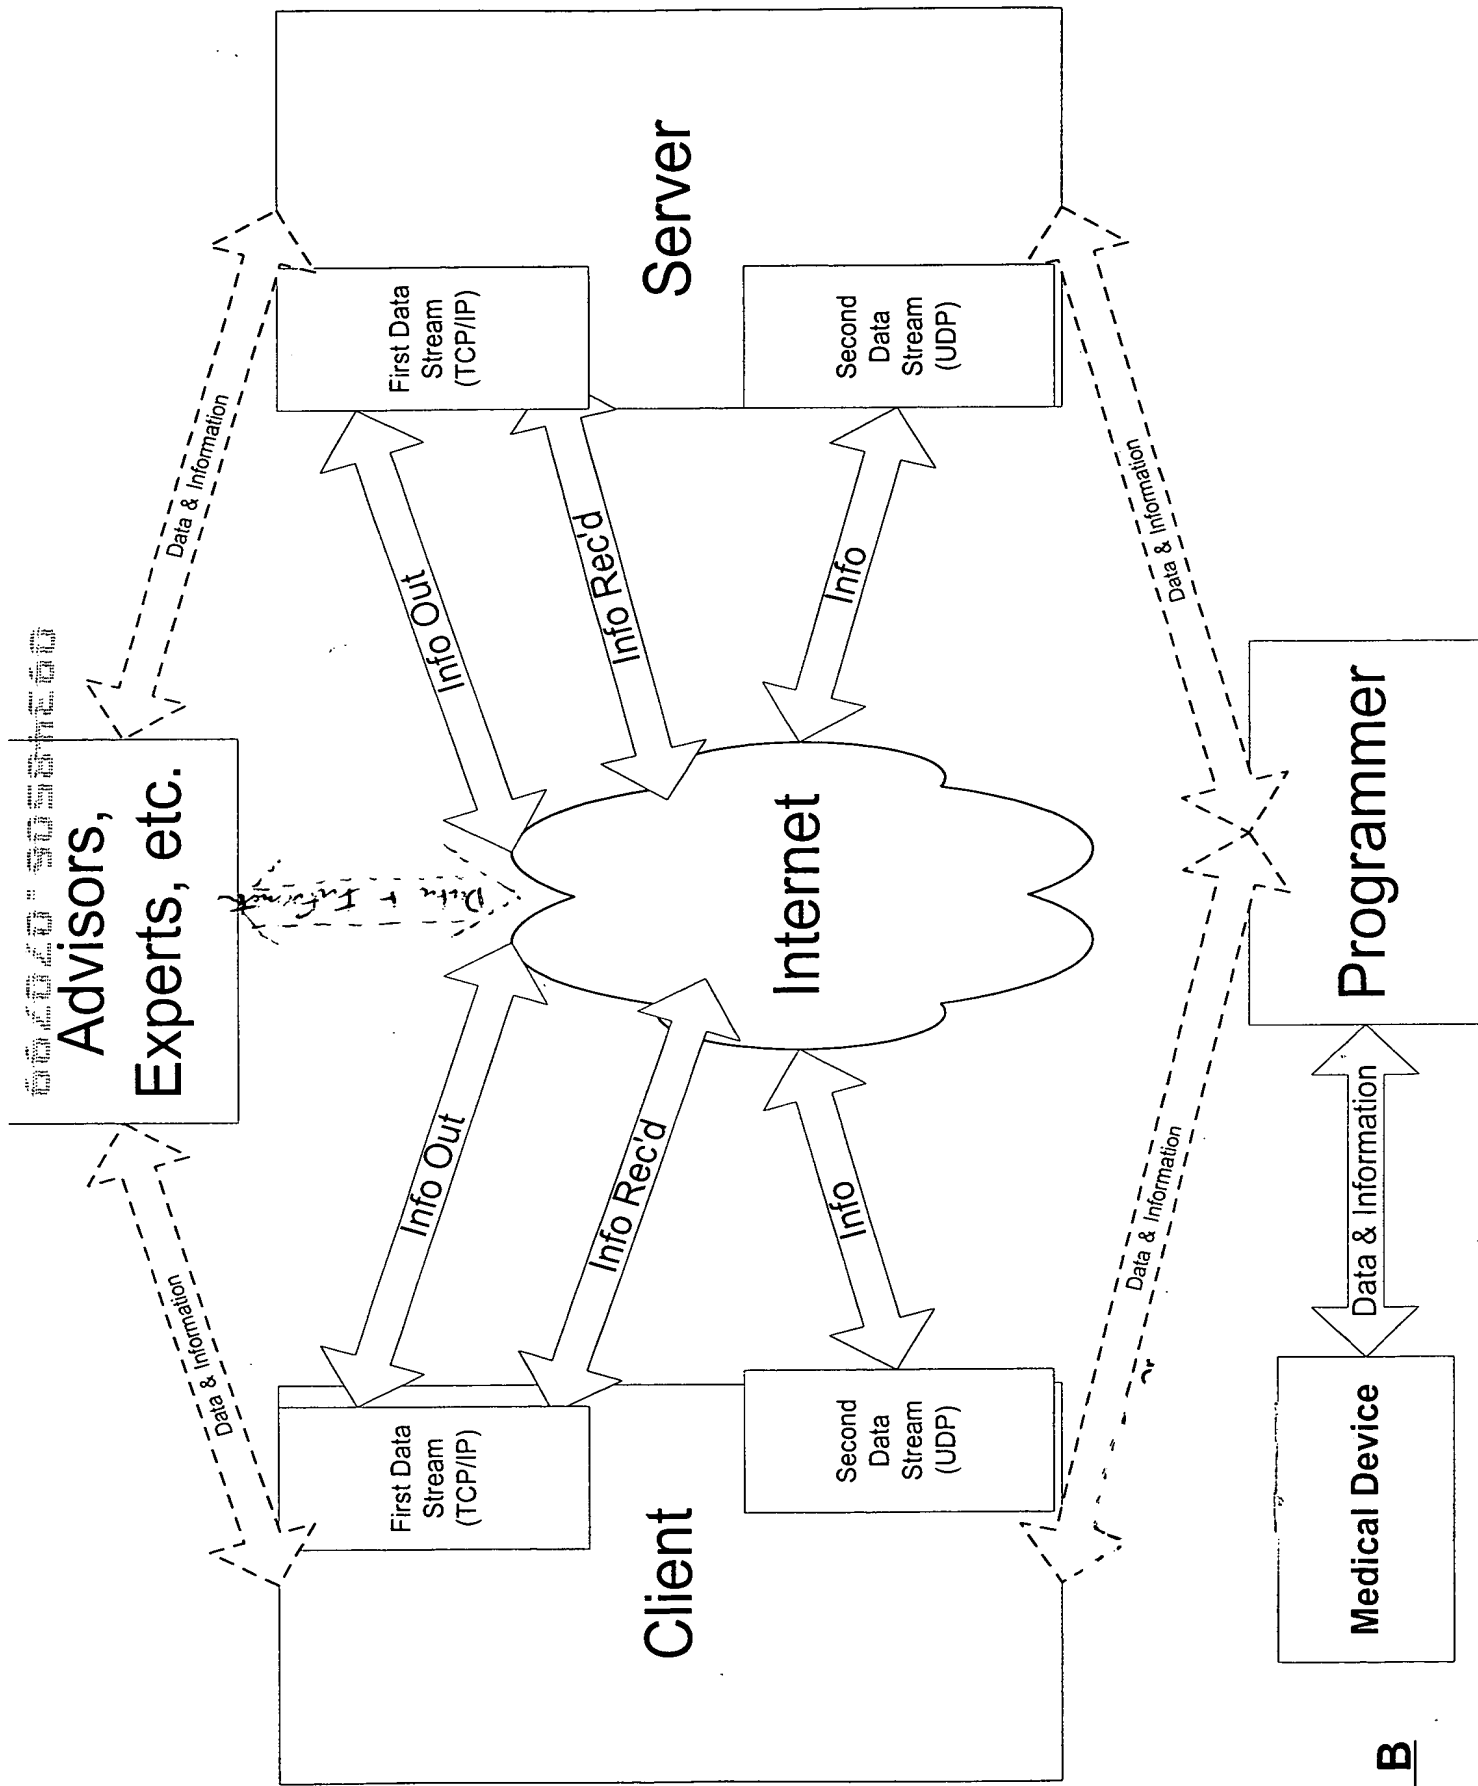 Advisors,
Experts, etc.
Data & Information
Data & Information
Data &
Info Out
Info Out
Info Rec'd
Info Rec'd
Info
Info
First Data
Stream
(TCP/IP)
First Data
Stream
(TCP/IP)
Client
Internet
Server
Second
Data
Stream
(UDP)
Second
Data
Stream
(UDP)
Data & Information
Data & Information
Medical Device
Data & Information
Programmer
B